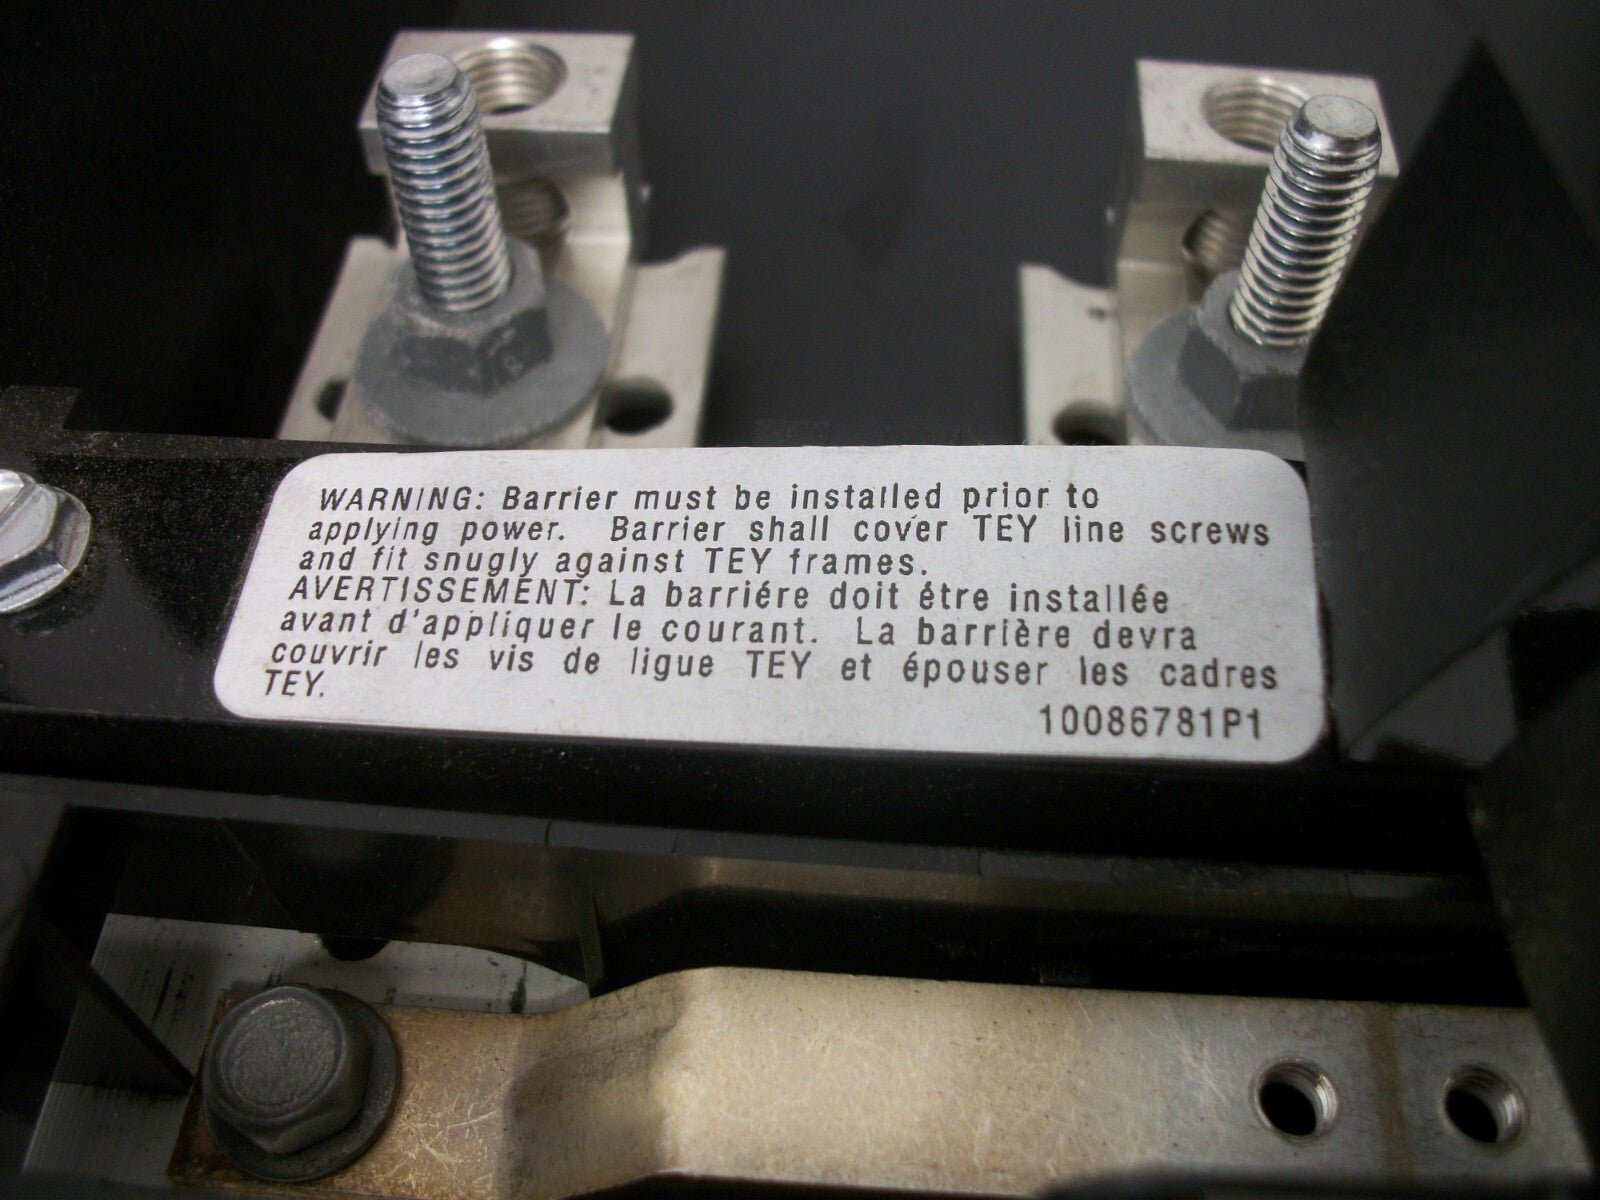 WARNING: Barrier must be installed prior to
applying power. Barrier shall cover TEY line screws
and fit snugly against TEY frames.
AVERTISSEMENT: La barriére doit étre installée
avant d'appliquer le courant. La barrière devra
couvrir les vis de ligue TEY et épouser les cadres
TEY.
10086781P1